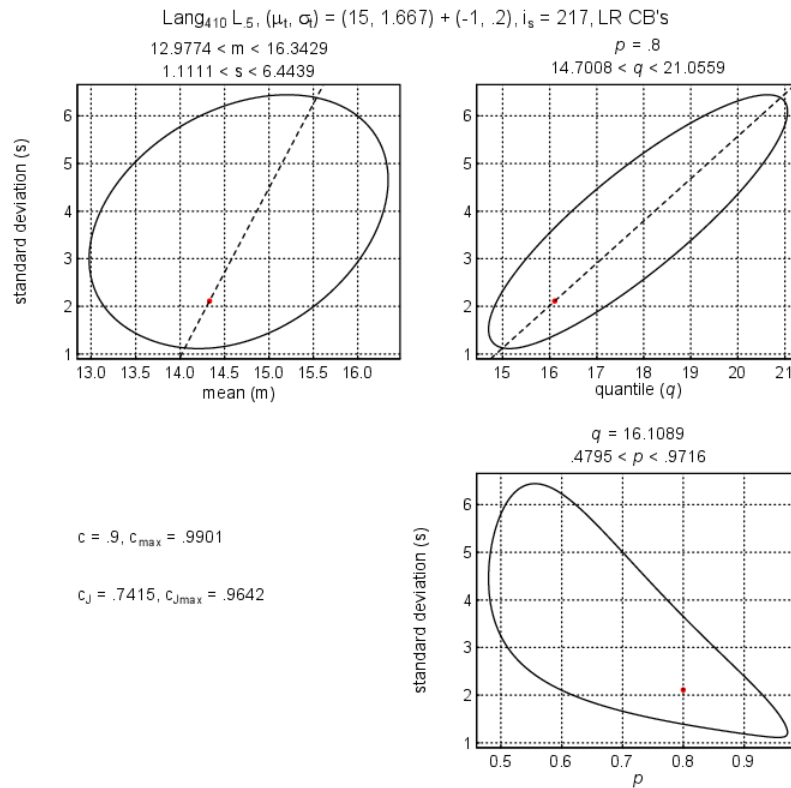 Lang410 L.5, (μt, σt) = (15, 1.667) + (-1, .2), is = 217, LR CB's
12.9774 < m < 16.3429
1.1111 < s < 6.4439
6
5
4
3
2
1
standard deviation (s)
13.0 13.5 14.0 14.5 15.0 15.5 16.0
mean (m)
p = .8
14.7008 < q < 21.0559
6
5
4
3
2
1
15 16 17 18 19 20 21
quantile (q)
c = .9, cmax = .9901
cJ = .7415, cJmax = .9642
q = 16.1089
.4795 < p < .9716
6
5
4
3
2
1
standard deviation (s)
0.5 0.6 0.7 0.8 0.9
p